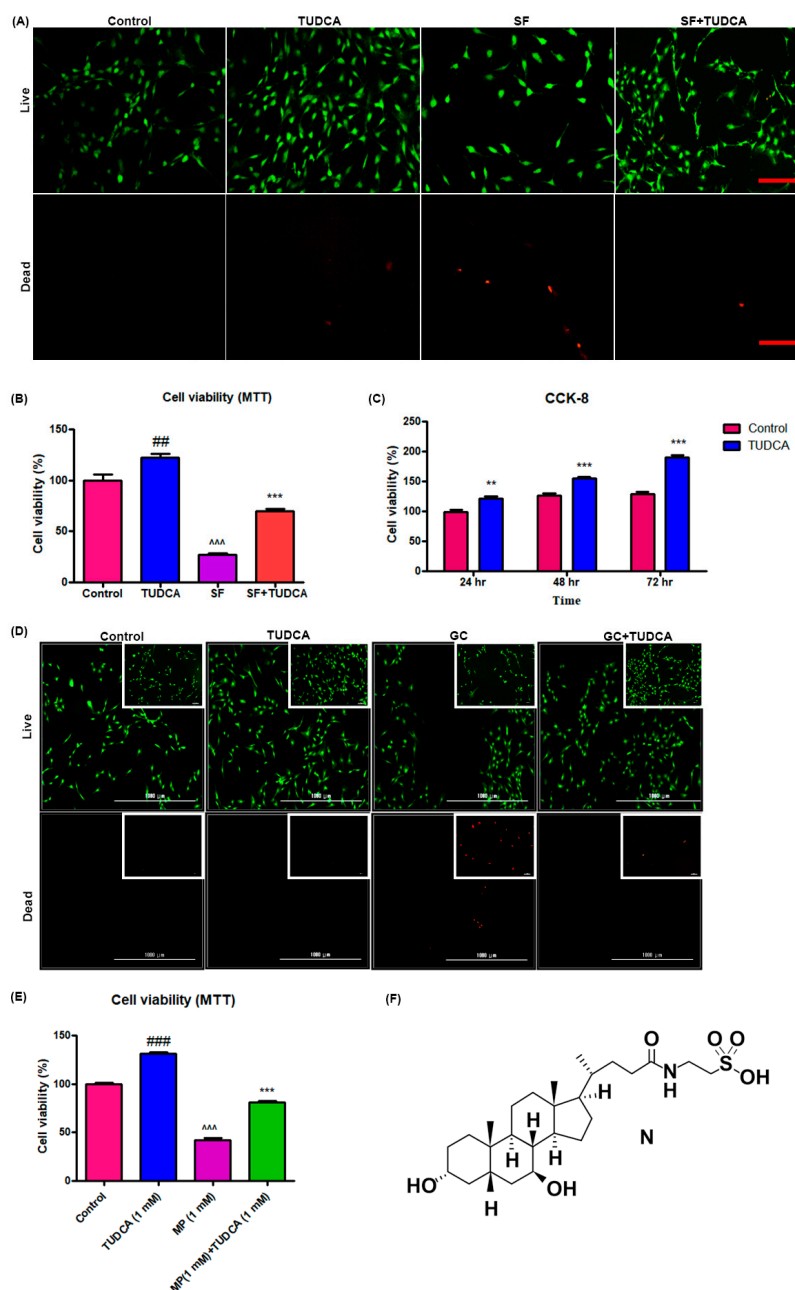 (A)
Control TUDCA SF SF+TUDCA
Live
Dead
(B)
Cell viability (MTT)
Cell viability (%)
150
100
50
0
##
^^^
***
Control TUDCA SF SF+TUDCA
(C)
CCK-8
Cell viability (%)
250
200
150
100
50
0
**
***
***
Control
TUDCA
24 hr 48 hr 72 hr
Time
(D)
Control TUDCA GC GC+TUDCA
Live
1000 µm 1000 µm 1000 µm 1000 µm
Dead
1000 µm 1000 µm 1000 µm 1000 µm
(E)
Cell viability (MTT)
Cell viability (%)
150
100
50
0
###
^^^
***
Control
TUDCA (1 mM)
MP (1 mM)
MP(1 mM)+TUDCA (1 mM)
(F)
O O O
S
N OH
H
H
H H
N
H H
HO OH
H